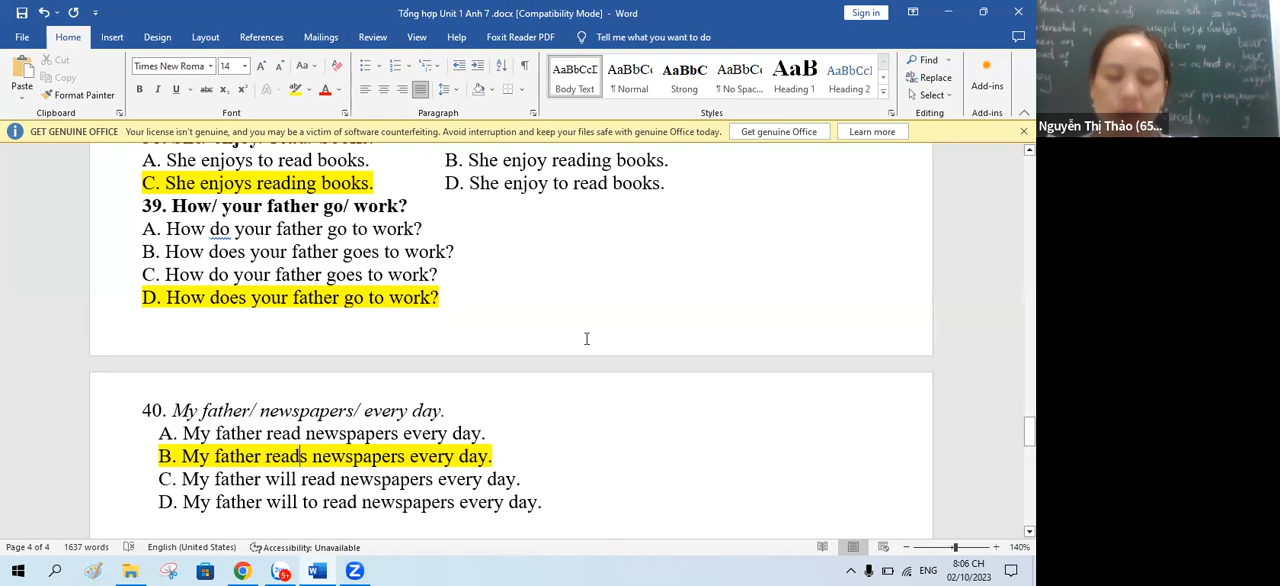 Tổng hợp Unit 1 Anh 7 .docx [Compatibility Mode] - Word
Sign in
File Home Insert Design Layout References Mailings Review View Help Foxit Reader PDF Tell me what you want to do
Paste
Cut
Copy
Format Painter
Clipboard
Times New Roma 14
Font
Paragraph
AaBbCcD AaBbCc AaBbC AaBbCc AaB AaBbCcI
Body Text ¶ Normal Strong ¶ No Spac... Heading 1 Heading 2
Styles
Find
Replace
Select
Editing
Add-ins
Add-ins
GET GENUINE OFFICE Your license isn't genuine, and you may be a victim of software counterfeiting. Avoid interruption and keep your files safe with genuine Office today. Get genuine Office Learn more
A. She enjoys to read books. B. She enjoy reading books.
C. She enjoys reading books. D. She enjoy to read books.
39. How/ your father go/ work?
A. How do your father go to work?
B. How does your father goes to work?
C. How do your father goes to work?
D. How does your father go to work?
40. My father/ newspapers/ every day.
A. My father read newspapers every day.
B. My father reads newspapers every day.
C. My father will read newspapers every day.
D. My father will to read newspapers every day.
Page 4 of 4 1637 words English (United States) Accessibility: Unavailable 140%
ENG
8:06 CH
02/10/2023
Nguyễn Thị Thảo (65...